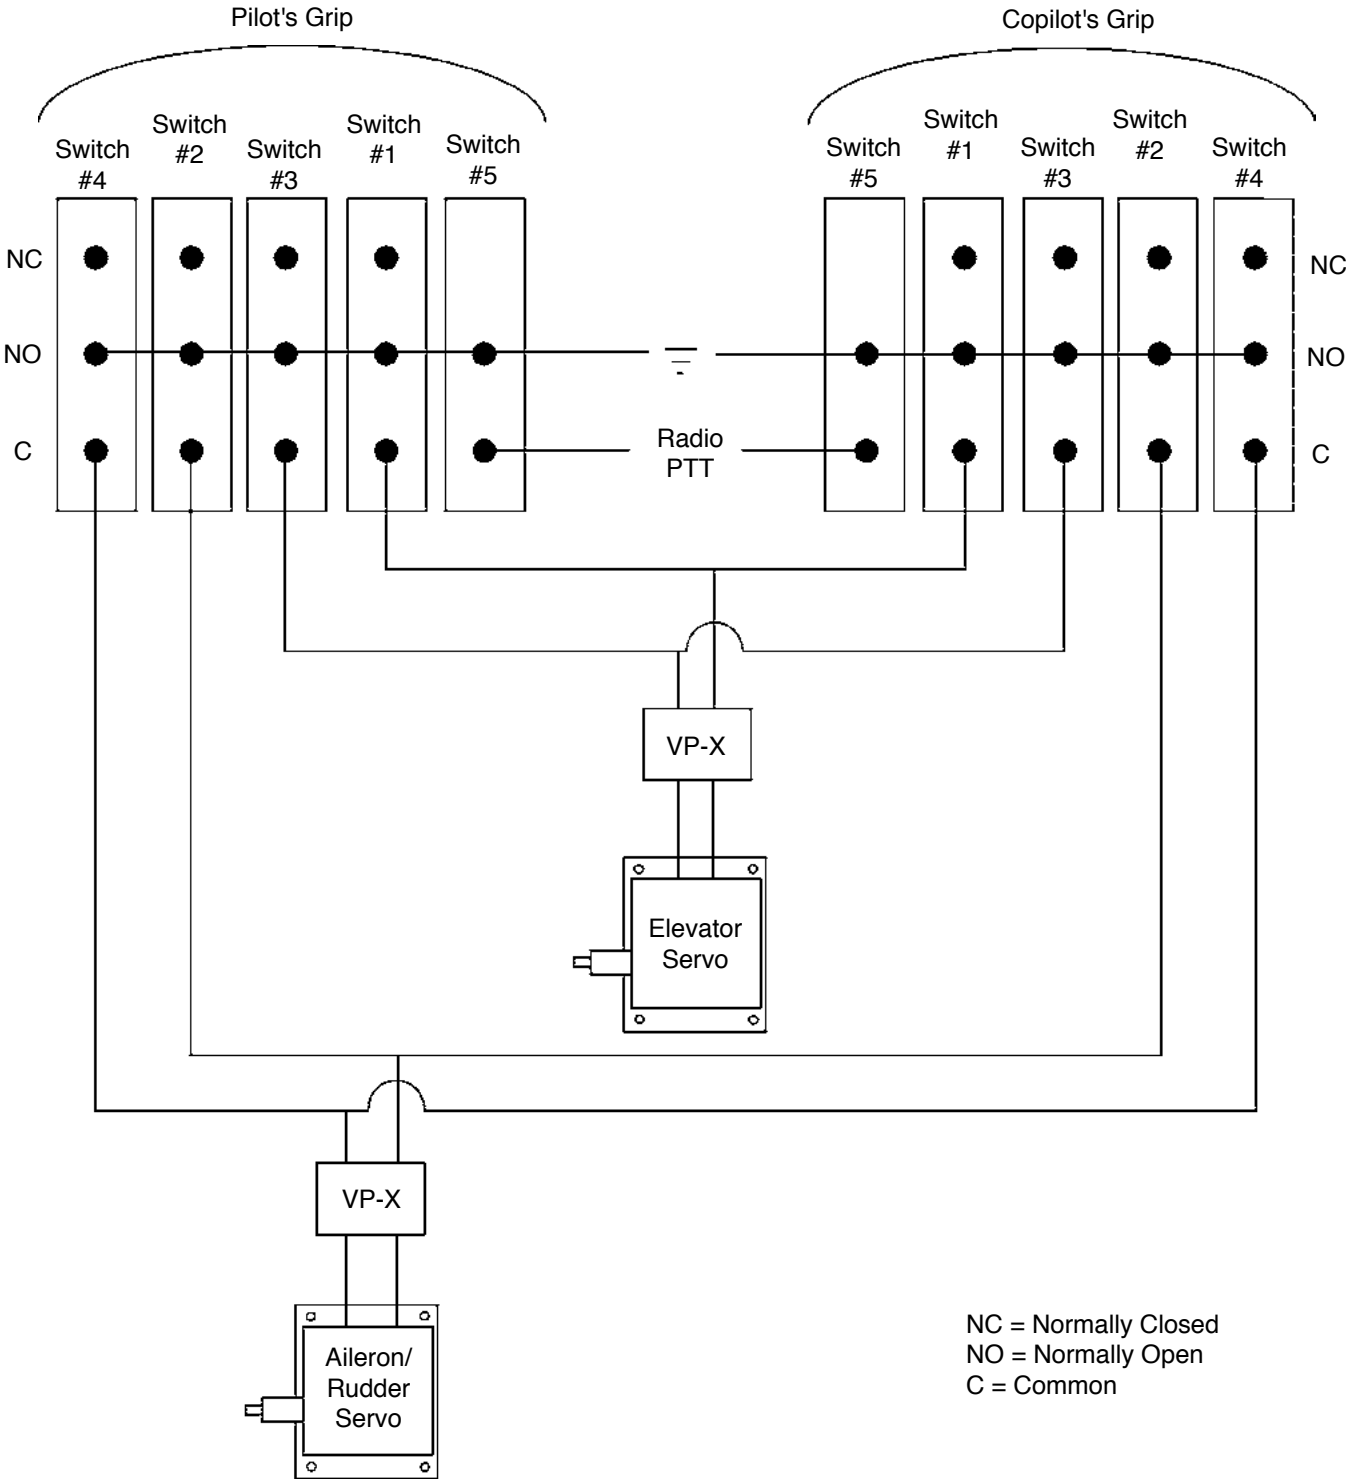 Pilot's Grip
Copilot's Grip
Switch
#4
Switch
#2
Switch
#3
Switch
#1
Switch
#5
Switch
#5
Switch
#1
Switch
#3
Switch
#2
Switch
#4
NC
NC
NO
NO
C
Radio
PTT
C
VP-X
Elevator
Servo
VP-X
Aileron/
Rudder
Servo
NC = Normally Closed
NO = Normally Open
C = Common